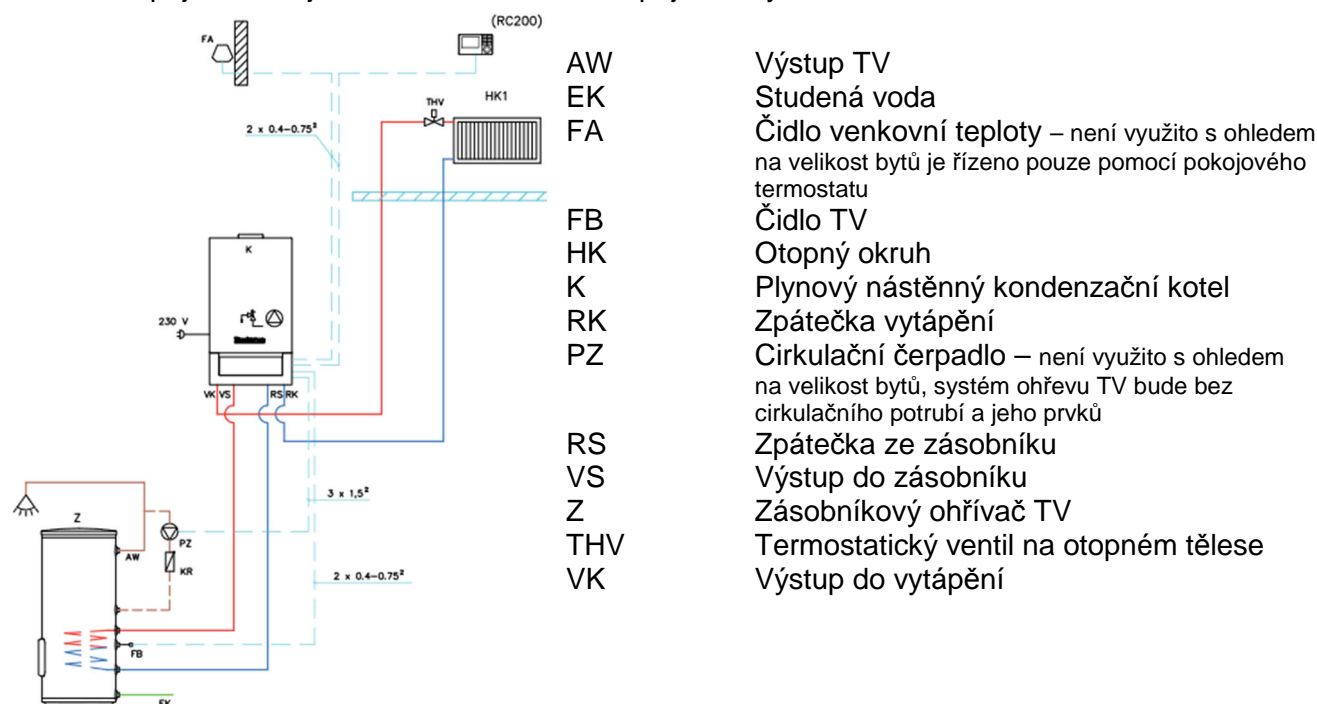 (RC200)
FA
THV
HK1
2 x 0.4-0.75²
K
230 V
VK VS RS RK
3 x 1,5²
Z
PZ
AW
KR
2 x 0.4-0.75²
FB
EK
AW Výstup TV
EK Studená voda
FA Čidlo venkovní teploty – není využito s ohledem
na velikost bytů je řízeno pouze pomocí pokojového
termostatu
FB Čidlo TV
HK Otopný okruh
K Plynový nástěnný kondenzační kotel
RK Zpátečka vytápění
PZ Cirkulační čerpadlo – není využito s ohledem
na velikost bytů, systém ohřevu TV bude bez
cirkulačního potrubí a jeho prvků
RS Zpátečka ze zásobníku
VS Výstup do zásobníku
Z Zásobníkový ohřívač TV
THV Termostatický ventil na otopném tělese
VK Výstup do vytápění